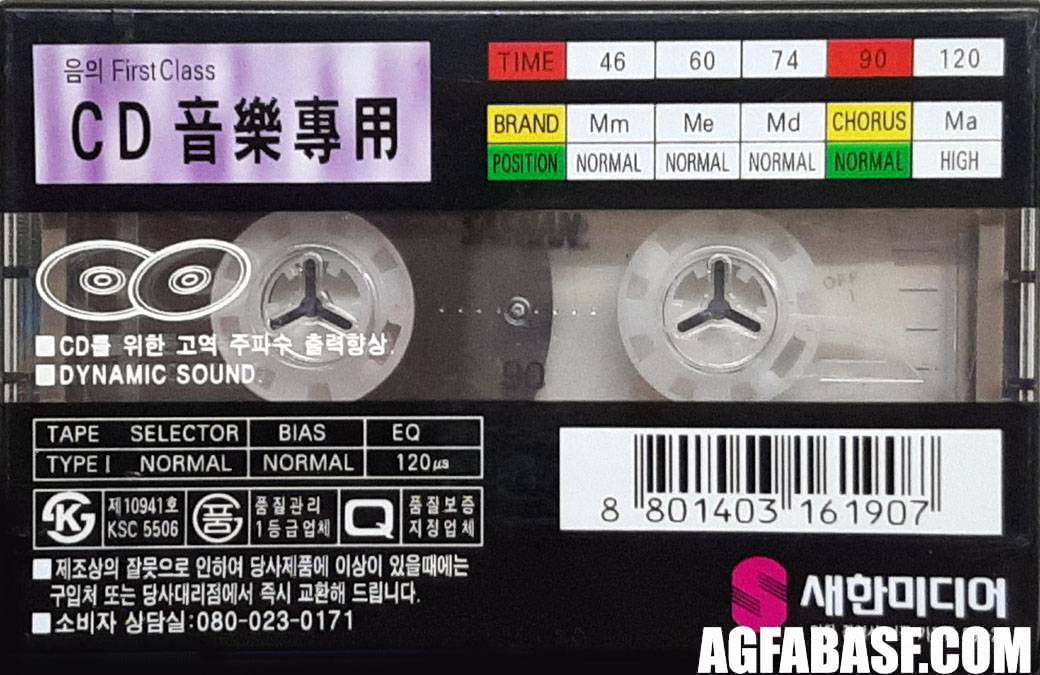 음의 First Class
CD 音樂專用
TIME 46 60 74 90 120
BRAND Mm Me Md CHORUS Ma
POSITION NORMAL NORMAL NORMAL NORMAL HIGH
OFF
90
■CD를 위한 고역 주파수 출력향상.
■DYNAMIC SOUND.
TAPE SELECTOR BIAS EQ
TYPE I NORMAL NORMAL 120㎲
제10941호
KSC 5506
품
품질관리
1등급업체
Q
품질보증
지정업체
■제조상의 잘못으로 인하여 당사제품에 이상이 있을때에는
구입처 또는 당사대리점에서 즉시 교환해 드립니다.
■소비자 상담실:080-023-0171
8 801403 161907
새한미디어
AGFABASF.COM